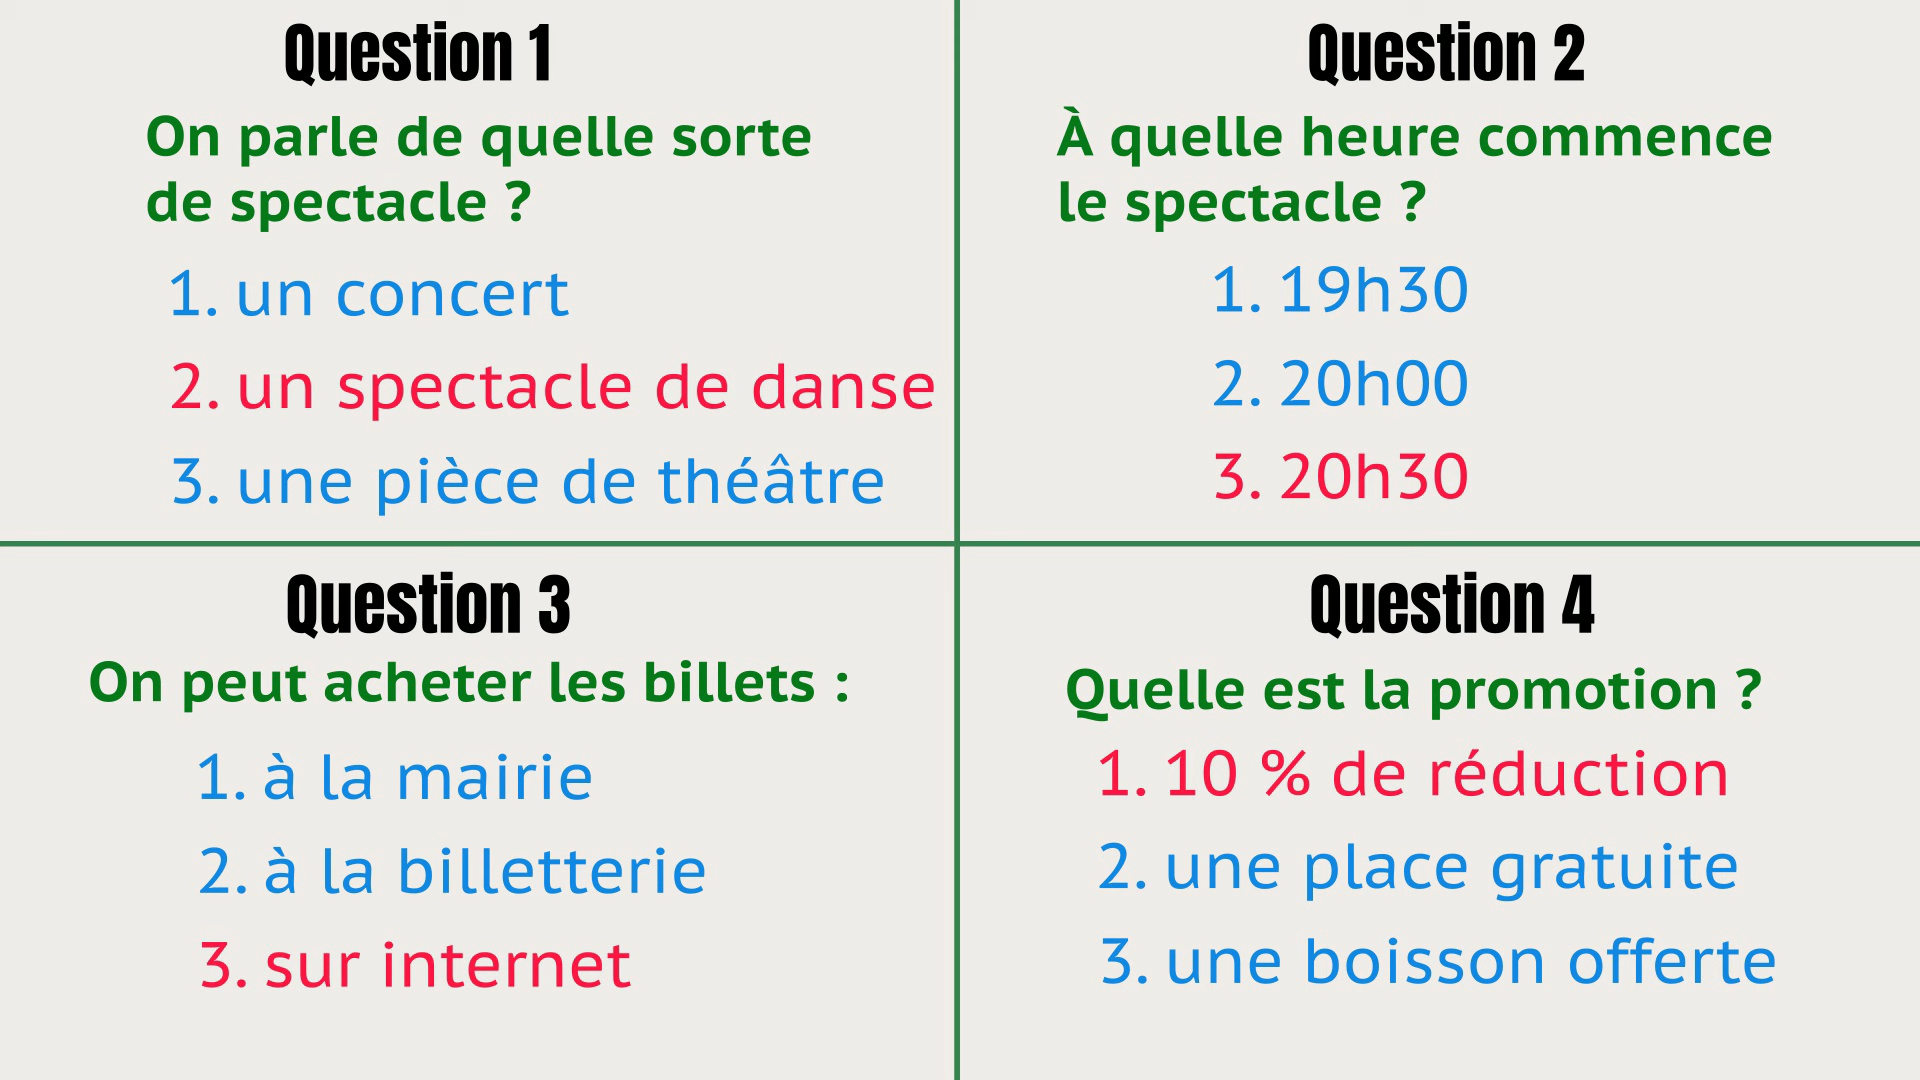 Question 1
On parle de quelle sorte
de spectacle ?
1. un concert
2. un spectacle de danse
3. une pièce de théâtre
Question 2
À quelle heure commence
le spectacle ?
1. 19h30
2. 20h00
3. 20h30
Question 3
On peut acheter les billets :
1. à la mairie
2. à la billetterie
3. sur internet
Question 4
Quelle est la promotion ?
1. 10 % de réduction
2. une place gratuite
3. une boisson offerte